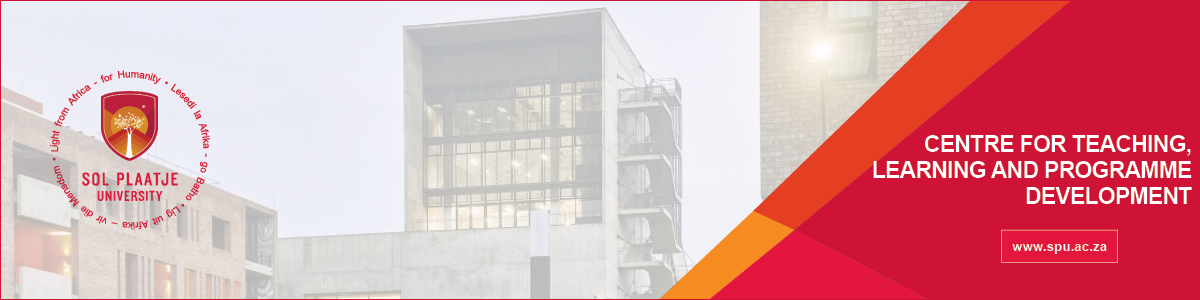 Light from Africa - for Humanity • Lesedi la Afrika - go Batho • Lig uit Afrika – vir die Mensdom •
SOL PLAATJE
UNIVERSITY
CENTRE FOR TEACHING,
LEARNING AND PROGRAMME
DEVELOPMENT
www.spu.ac.za